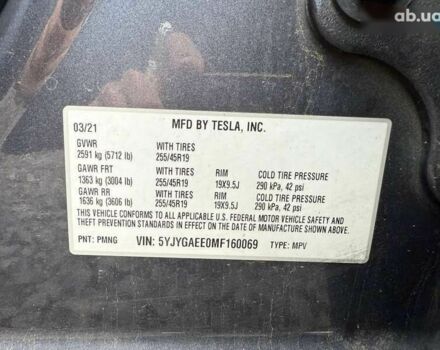 ab.ua
03/21 MFD BY TESLA, INC.
GVWR WITH TIRES
2591 kg (5712 lb) 255/45R19
GAWR FRT WITH TIRES RIM COLD TIRE PRESSURE
1363 kg (3004 lb) 255/45R19 19X9.5J 290 kPa, 42 psi
GAWR RR WITH TIRES RIM COLD TIRE PRESSURE
1636 kg (3606 lb) 255/45R19 19X9.5J 290 kPa, 42 psi
THIS VEHICLE CONFORMS TO ALL APPLICABLE U.S. FEDERAL MOTOR VEHICLE SAFETY AND
THEFT PREVENTION STANDARDS IN EFFECT ON THE DATE OF MANUFACTURE SHOWN ABOVE.
PNT: PMNG VIN: 5YJYGAEE0MF160069 TYPE: MPV